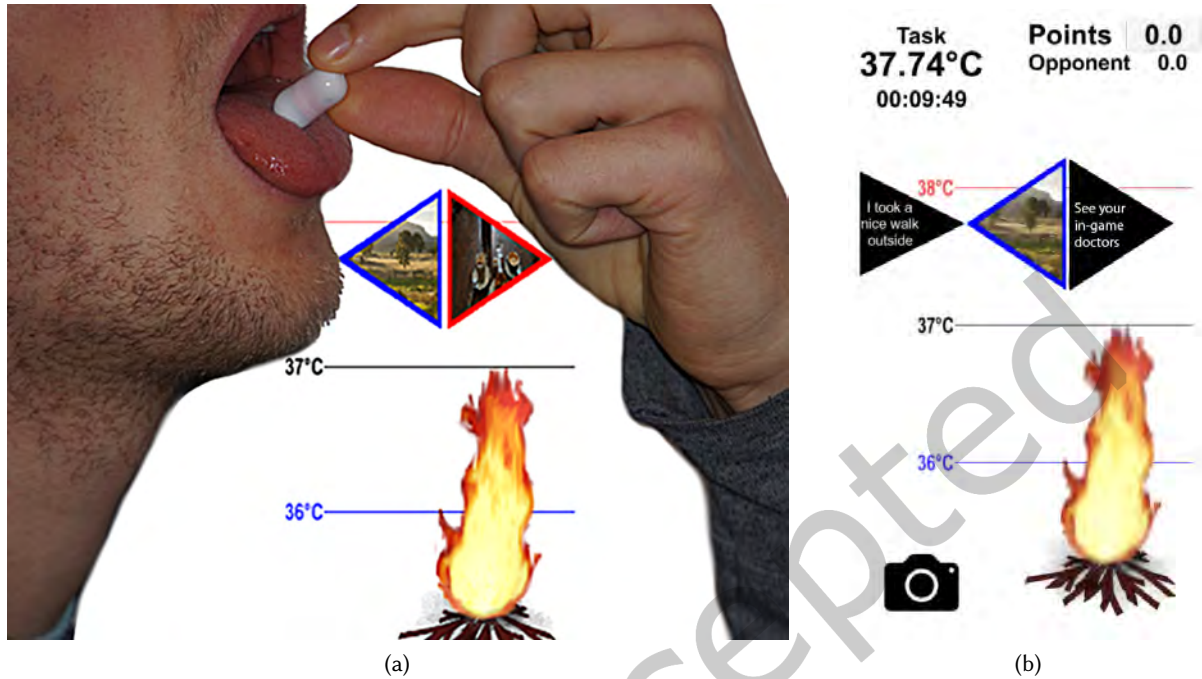 37°C
36°C
(a)
Task
37.74°C
00:09:49
Points 0.0
Opponent 0.0
38°C
I took a
nice walk
outside
See your
in-game
doctors
37°C
36°C
(b)